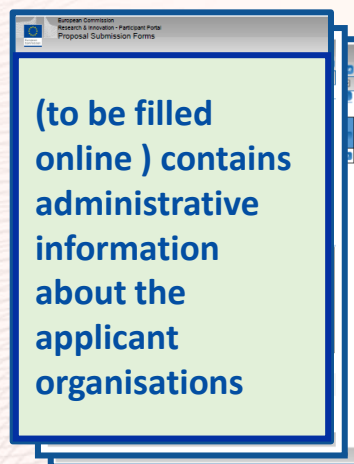 European Commission
Research & Innovation - Participant Portal
Proposal Submission Forms
(to be filled
online ) contains
administrative
information
about the
applicant
organisations